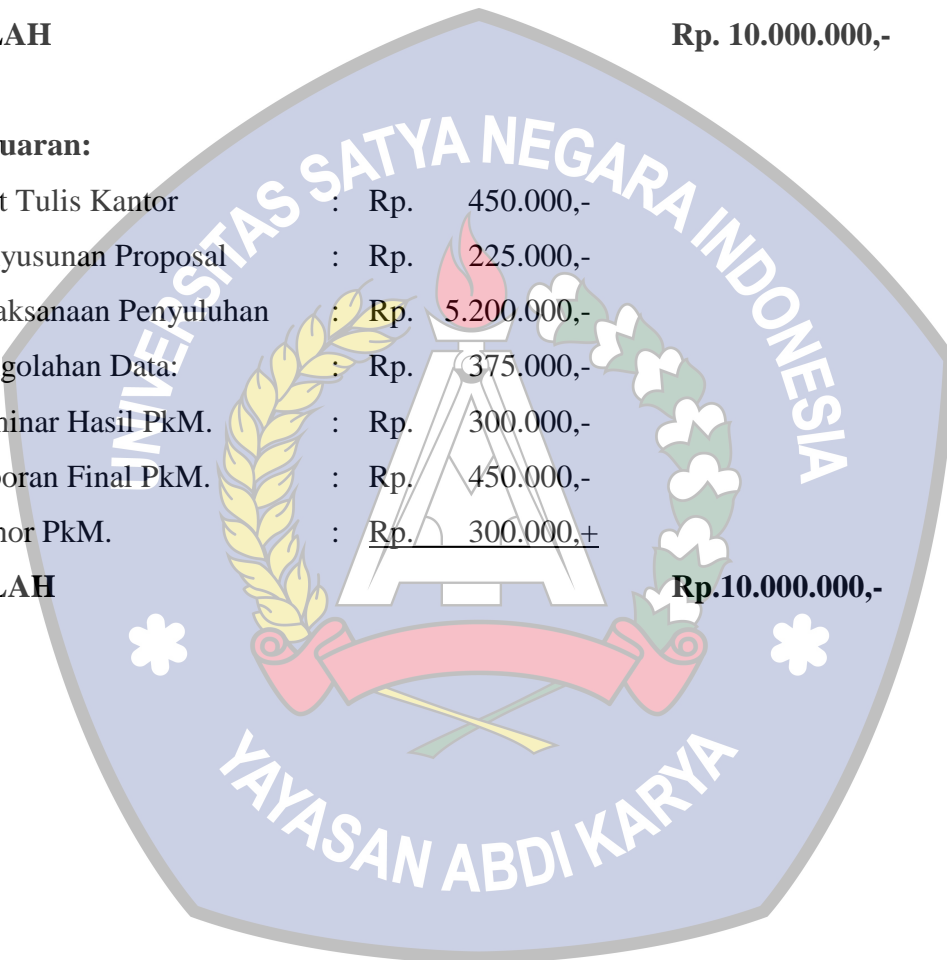 LAH Rp. 10.000.000,-
uaran:
t Tulis Kantor : Rp. 450.000,-
yusunan Proposal : Rp. 225.000,-
aksanaan Penyuluhan : Rp. 5.200.000,-
golahan Data: : Rp. 375.000,-
inar Hasil PkM. : Rp. 300.000,-
oran Final PkM. : Rp. 450.000,-
nor PkM. : Rp. 300.000,+
LAH Rp.10.000.000,-
UNIVERSITAS SATYA NEGARA INDONESIA
YAYASAN ABDI KARYA